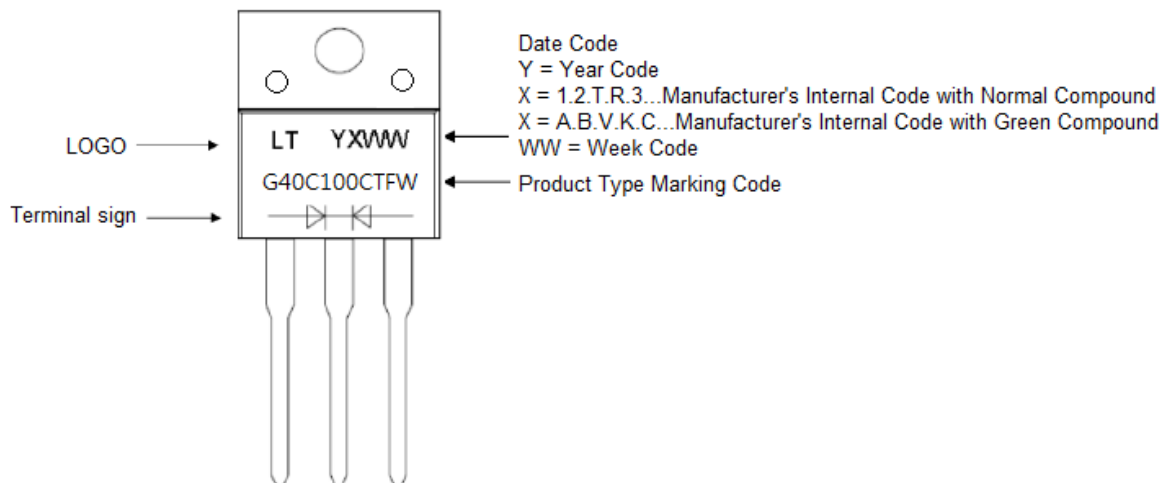 Date Code
Y = Year Code
X = 1.2.T.R.3...Manufacturer's Internal Code with Normal Compound
X = A.B.V.K.C...Manufacturer's Internal Code with Green Compound
WW = Week Code
LOGO
LT YXWW
G40C100CTFW
Product Type Marking Code
Terminal sign